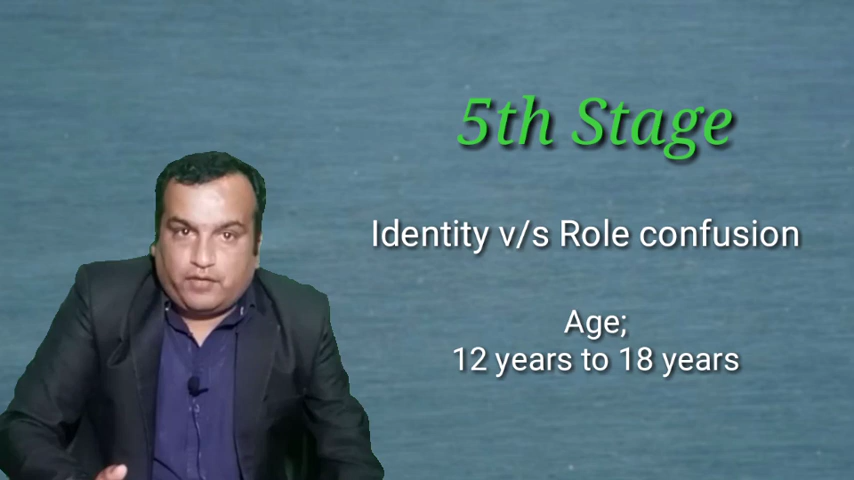 5th Stage
Identity v/s Role confusion
Age;
12 years to 18 years